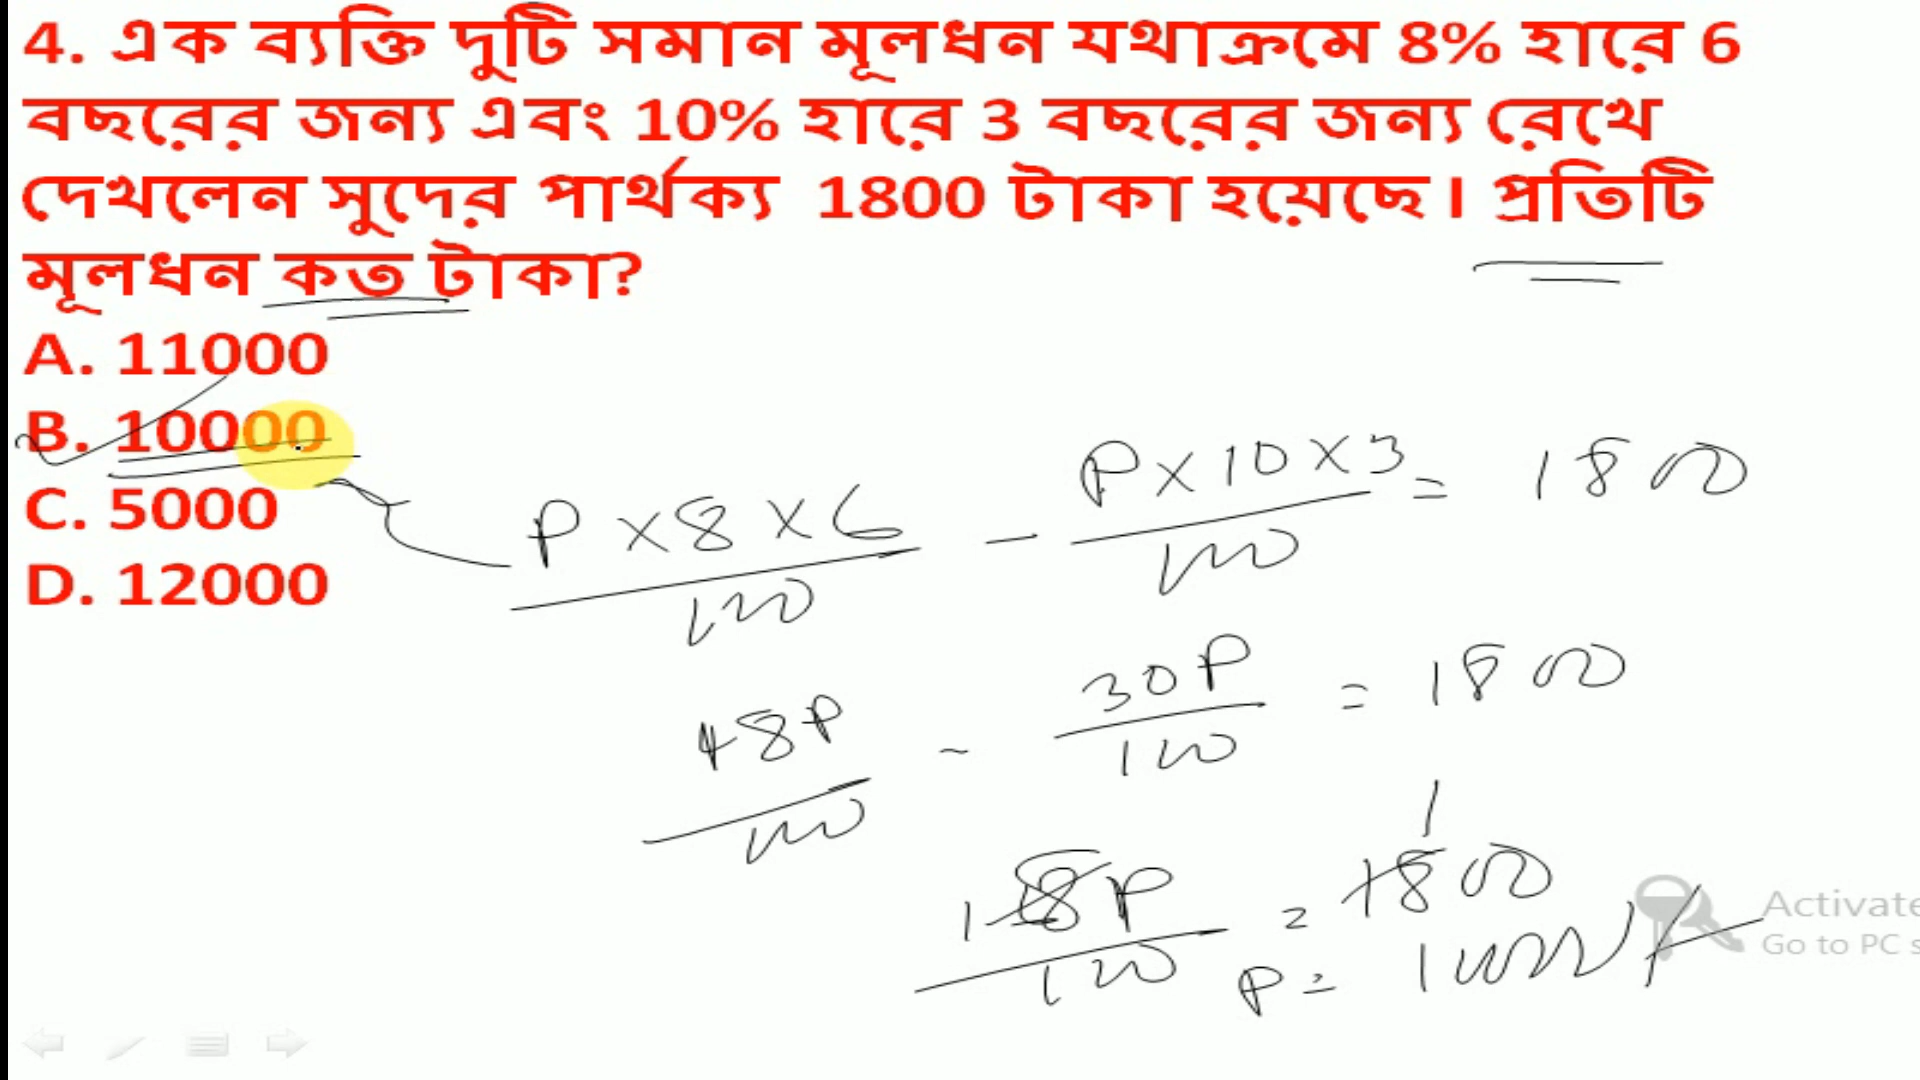 4. এক ব্যক্তি দুটি সমান মূলধন যথাক্রমে 8% হারে 6
বছরের জন্য এবং 10% হারে 3 বছরের জন্য রেখে
দেখলেন সুদের পার্থক্য 1800 টাকা হয়েছে। প্রতিটি
মূলধন কত টাকা?
A. 11000
B. 10000
C. 5000
D. 12000
P×8×6/100 - P×10×3/100 = 1800
48P/100 - 30P/100 = 1800
18P/100 = 1800
1
P = 10000/-
Activate
Go to PC s